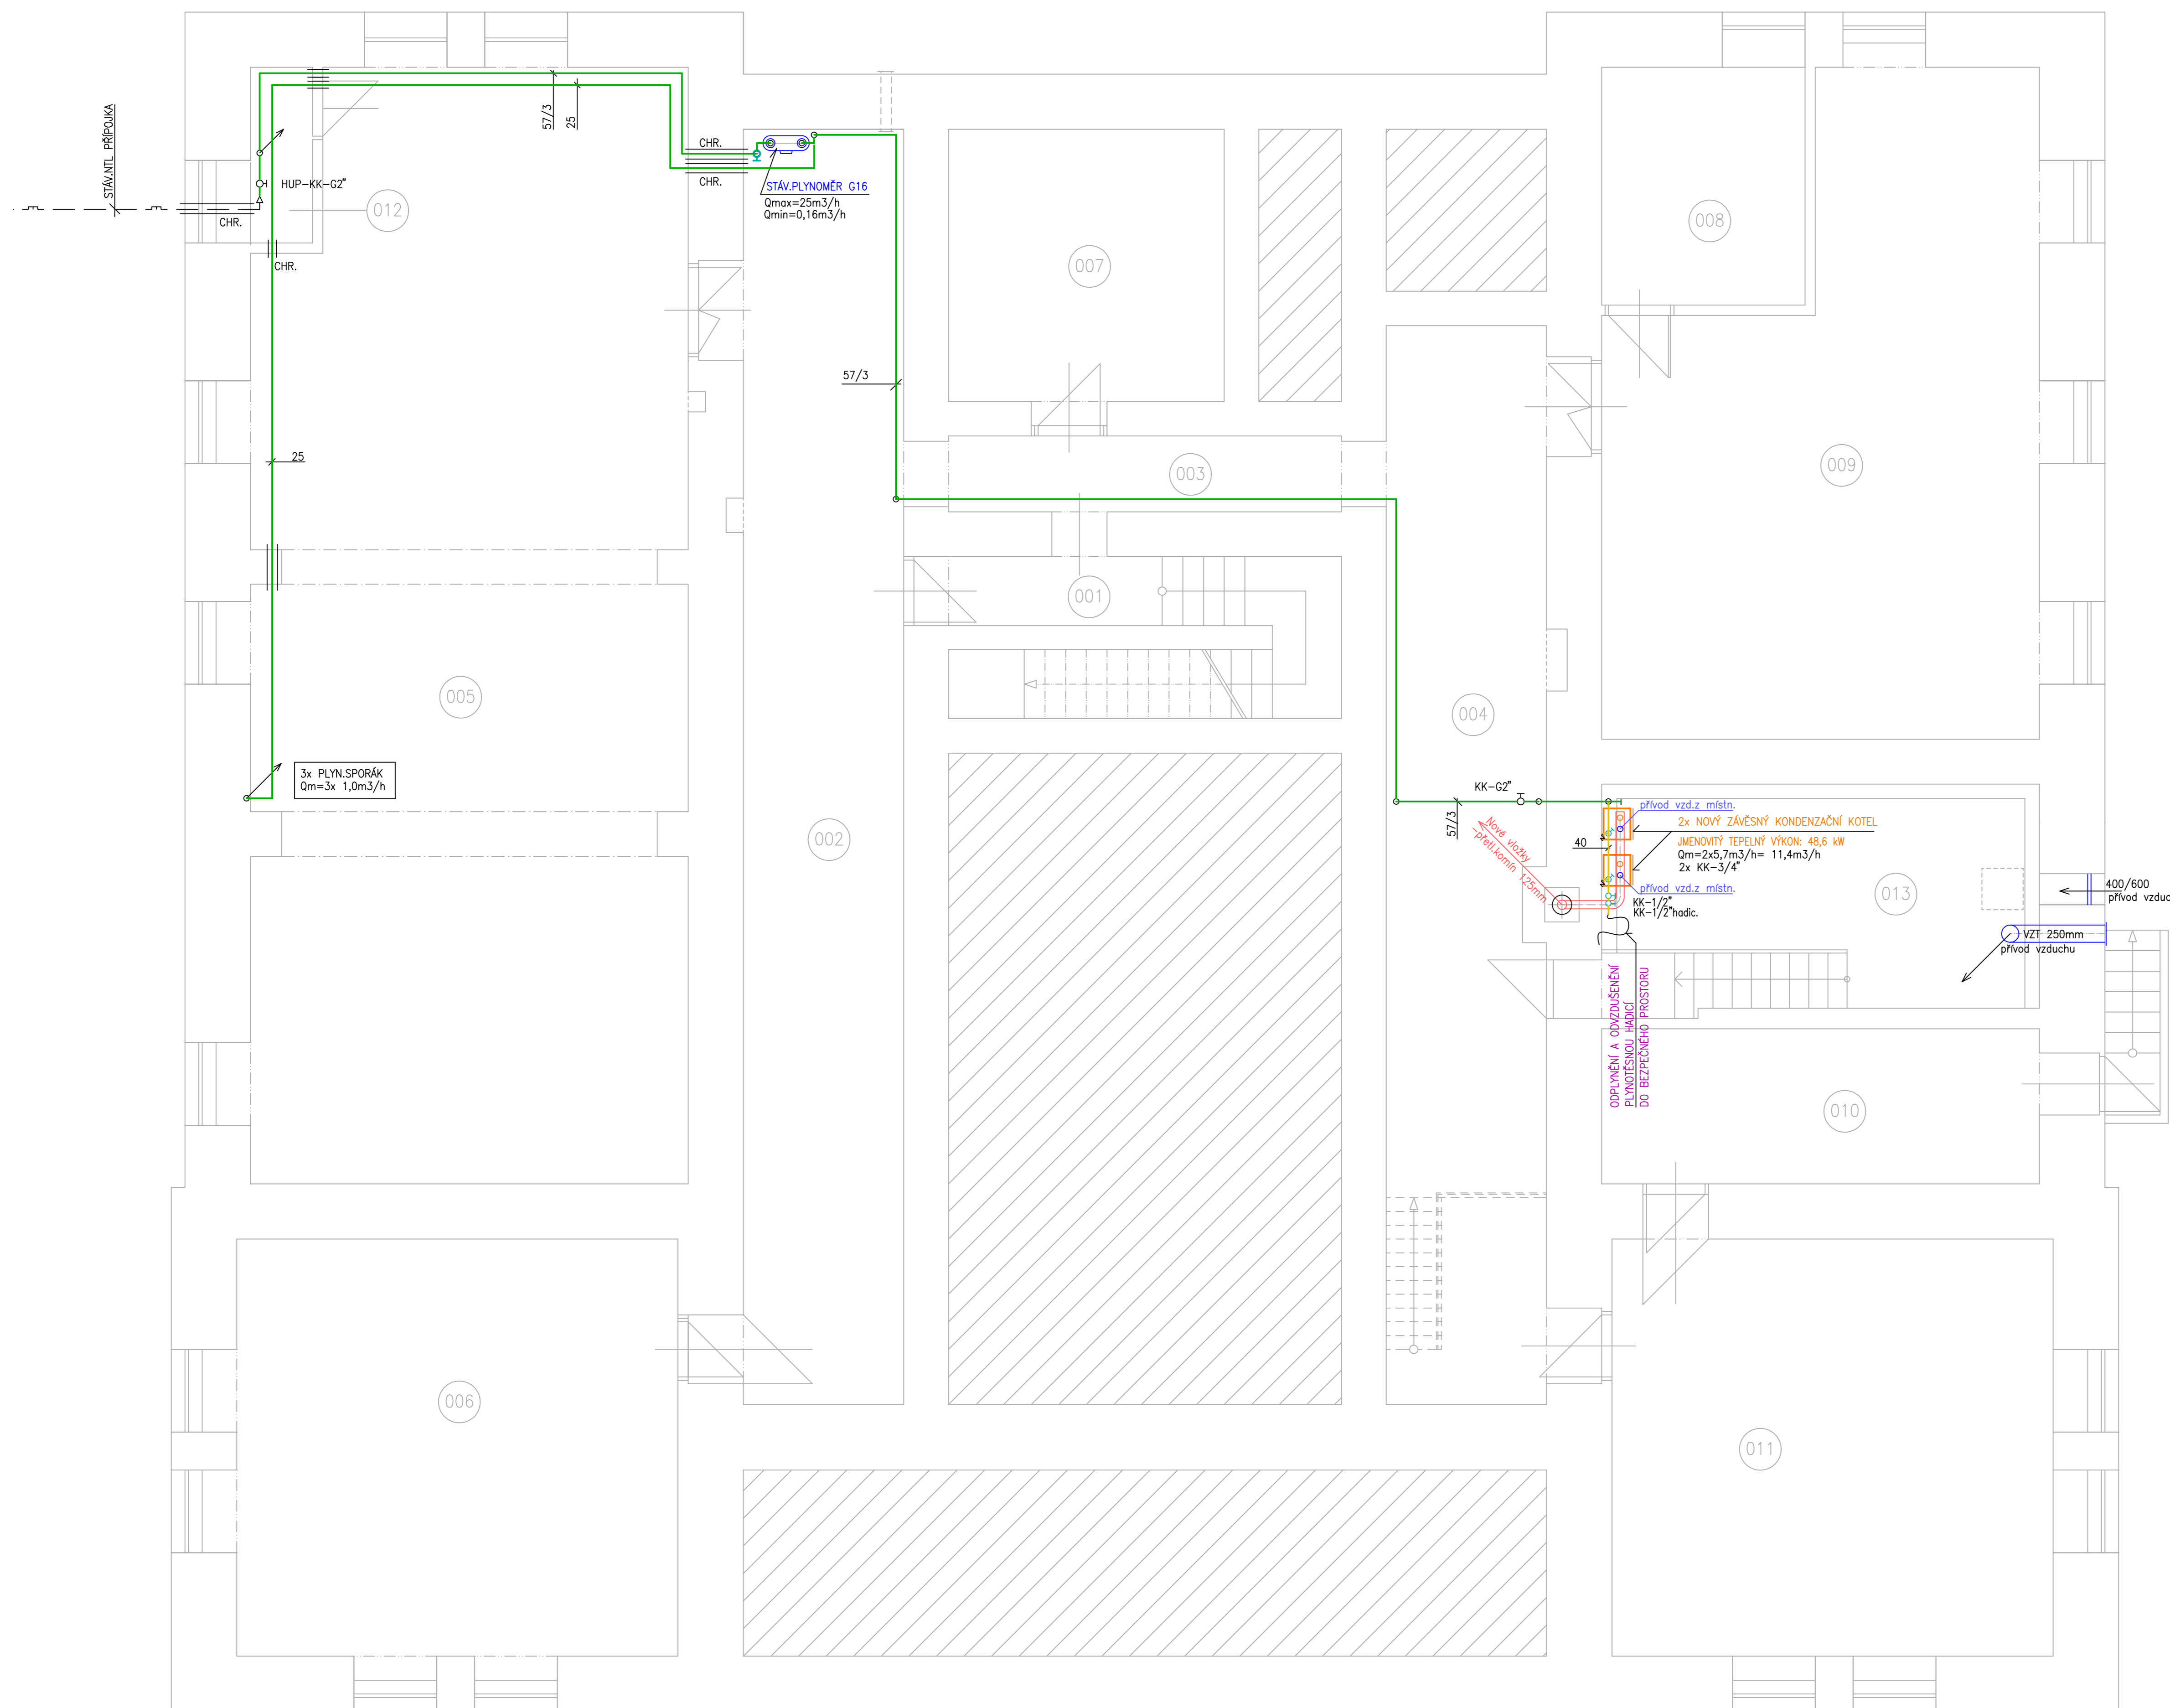 STÁV.NTL PŘÍPOJKA
HUP-KK-G2"
CHR.
CHR.
012
57/3
25
CHR.
CHR.
STÁV.PLYNOMĚR G16
Qmax=25m3/h
Qmin=0,16m3/h
007
008
57/3
25
003
009
001
005
004
3x PLYN.SPORÁK
Qm=3x 1,0m3/h
002
KK-G2"
57/3
40
Nové vložky
-přetl.komín 125mm
přívod vzd.z místn.
2x NOVÝ ZÁVĚSNÝ KONDENZAČNÍ KOTEL
JMENOVITÝ TEPELNÝ VÝKON: 48,6 kW
Qm=2x5,7m3/h= 11,4m3/h
2x KK-3/4"
přívod vzd.z místn.
KK-1/2"
KK-1/2"hadic.
013
400/600
přívod vzduc
VZT 250mm
přívod vzduchu
ODPLYNĚNÍ A ODVZDUŠENĚNÍ
PLYNOTĚSNOU HADICÍ
DO BEZPEČNÉHO PROSTORU
010
006
011